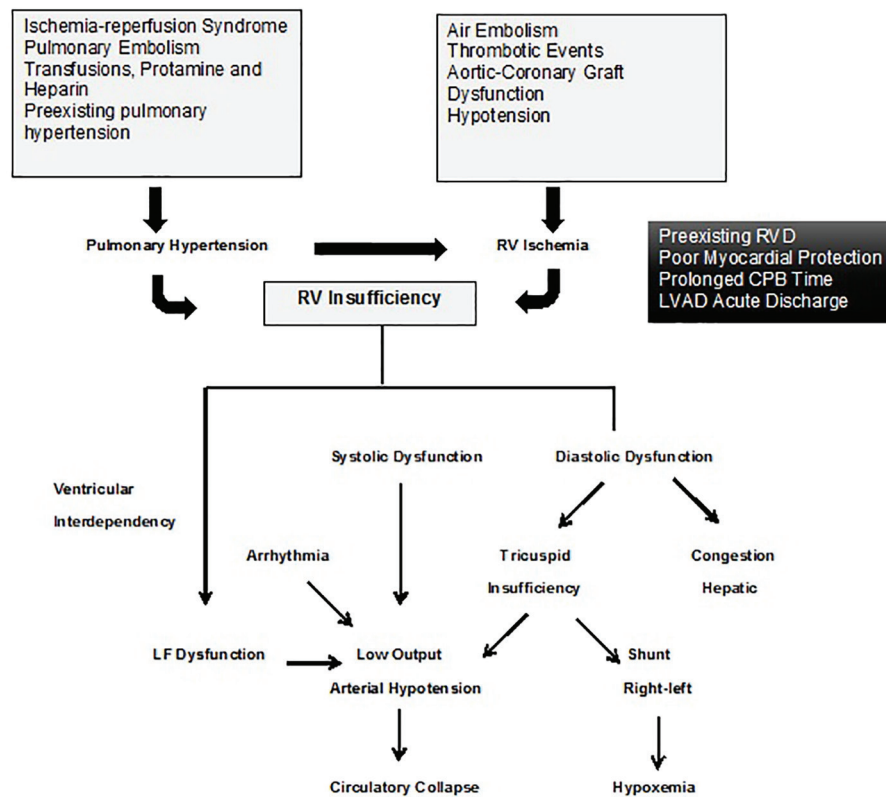 Ischemia-reperfusion Syndrome
Pulmonary Embolism
Transfusions, Protamine and
Heparin
Preexisting pulmonary
hypertension
Air Embolism
Thrombotic Events
Aortic-Coronary Graft
Dysfunction
Hypotension
Pulmonary Hypertension
RV Ischemia
Preexisting RVD
Poor Myocardial Protection
Prolonged CPB Time
LVAD Acute Discharge
RV Insufficiency
Systolic Dysfunction
Diastolic Dysfunction
Ventricular
Interdependency
Arrhythmia
Tricuspid
Insufficiency
Congestion
Hepatic
LF Dysfunction
Low Output
Arterial Hypotension
Shunt
Right-left
Circulatory Collapse
Hypoxemia